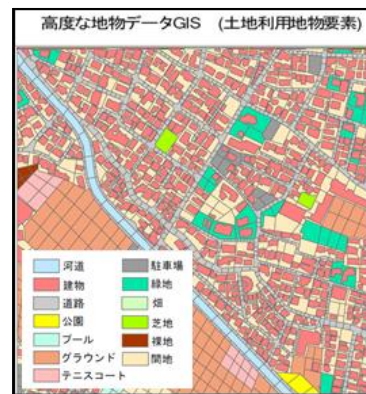 高度な地物データGIS (土地利用地物要素)
河道
建物
道路
公園
プール
グラウンド
テニスコート
駐車場
緑地
畑
芝地
裸地
間地